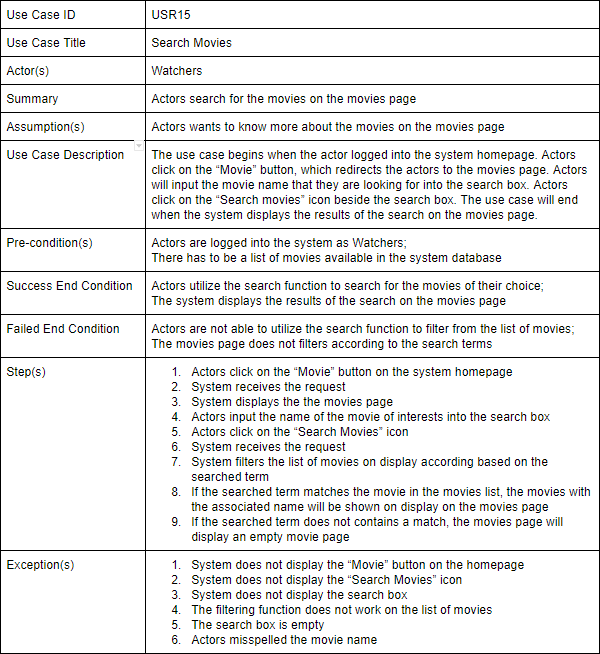 Use Case ID
USR15
Use Case Title
Search Movies
Actor(s)
Watchers
Summary
Actors search for the movies on the movies page
Assumption(s)
Actors wants to know more about the movies on the movies page
Use Case Description
The use case begins when the actor logged into the system homepage. Actors
click on the “Movie” button, which redirects the actors to the movies page. Actors
will input the movie name that they are looking for into the search box. Actors
click on the “Search movies” icon beside the search box. The use case will end
when the system displays the results of the search on the movies page.
Pre-condition(s)
Actors are logged into the system as Watchers;
There has to be a list of movies available in the system database
Success End Condition
Actors utilize the search function to search for the movies of their choice;
The system displays the results of the search on the movies page
Failed End Condition
Actors are not able to utilize the search function to filter from the list of movies;
The movies page does not filters according to the search terms
Step(s)
1. Actors click on the “Movie” button on the system homepage
2. System receives the request
3. System displays the the movies page
4. Actors input the name of the movie of interests into the search box
5. Actors click on the “Search Movies” icon
6. System receives the request
7. System filters the list of movies on display according based on the
searched term
8. If the searched term matches the movie in the movies list, the movies with
the associated name will be shown on display on the movies page
9. If the searched term does not contains a match, the movies page will
display an empty movie page
Exception(s)
1. System does not display the “Movie” button on the homepage
2. System does not display the “Search Movies” icon
3. System does not display the search box
4. The filtering function does not work on the list of movies
5. The search box is empty
6. Actors misspelled the movie name